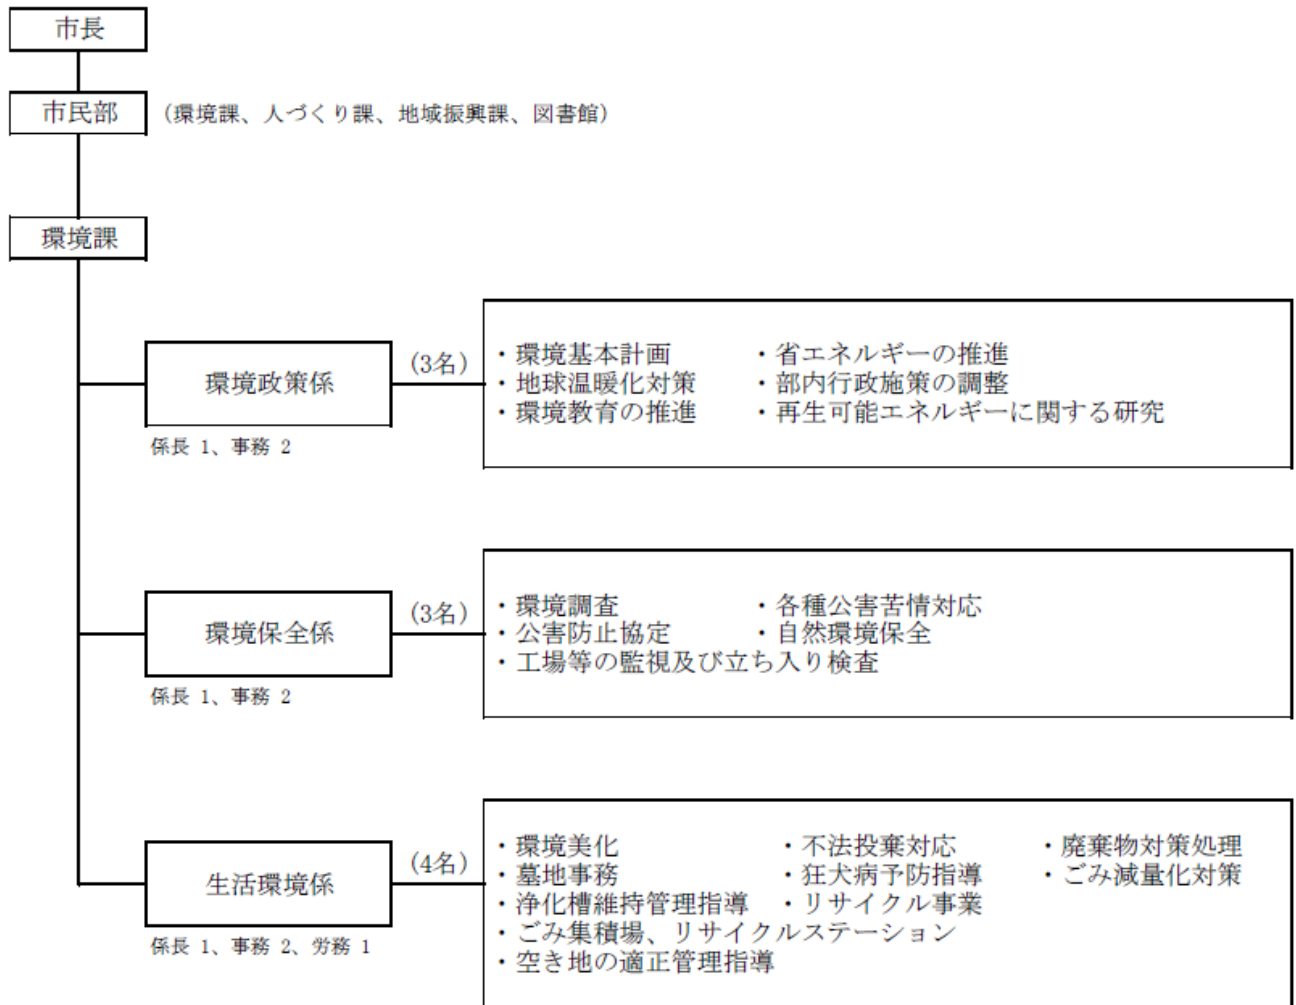 市長
市民部 (環境課、人づくり課、地域振興課、図書館)
環境課
環境政策係 (3名)
係長 1、事務 2
・環境基本計画 ・省エネルギーの推進
・地球温暖化対策 ・部内行政施策の調整
・環境教育の推進 ・再生可能エネルギーに関する研究
環境保全係 (3名)
係長 1、事務 2
・環境調査 ・各種公害苦情対応
・公害防止協定 ・自然環境保全
・工場等の監視及び立ち入り検査
生活環境係 (4名)
係長 1、事務 2、労務 1
・環境美化 ・不法投棄対応 ・廃棄物対策処理
・墓地事務 ・狂犬病予防指導 ・ごみ減量化対策
・浄化槽維持管理指導 ・リサイクル事業
・ごみ集積場、リサイクルステーション
・空き地の適正管理指導